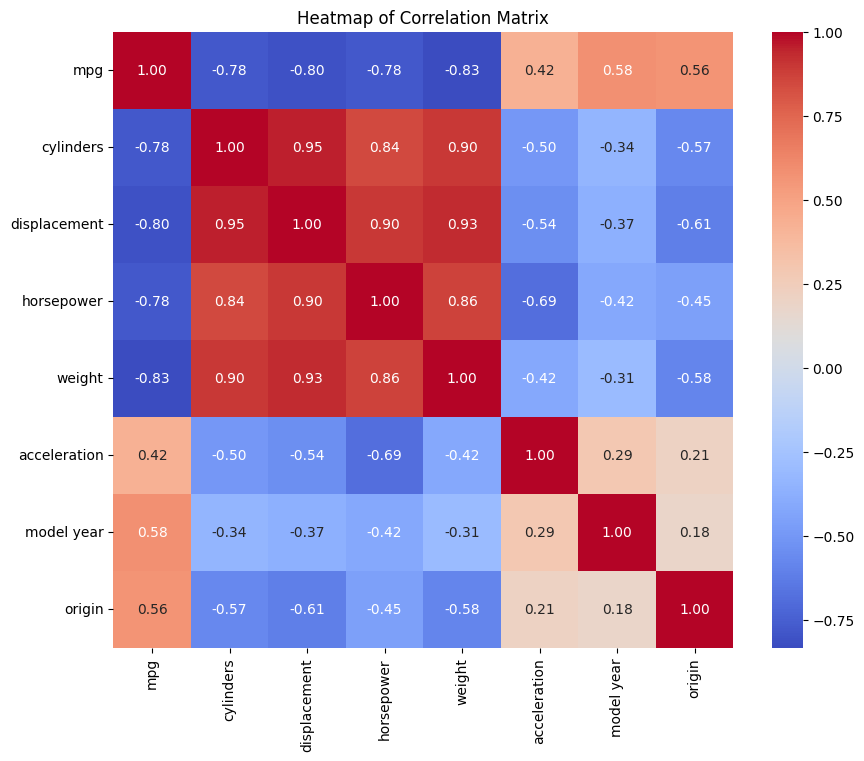 Heatmap of Correlation Matrix
mpg 1.00 -0.78 -0.80 -0.78 -0.83 0.42 0.58 0.56
cylinders -0.78 1.00 0.95 0.84 0.90 -0.50 -0.34 -0.57
displacement -0.80 0.95 1.00 0.90 0.93 -0.54 -0.37 -0.61
horsepower -0.78 0.84 0.90 1.00 0.86 -0.69 -0.42 -0.45
weight -0.83 0.90 0.93 0.86 1.00 -0.42 -0.31 -0.58
acceleration 0.42 -0.50 -0.54 -0.69 -0.42 1.00 0.29 0.21
model year 0.58 -0.34 -0.37 -0.42 -0.31 0.29 1.00 0.18
origin 0.56 -0.57 -0.61 -0.45 -0.58 0.21 0.18 1.00
mpg
cylinders
displacement
horsepower
weight
acceleration
model year
origin
1.00
0.75
0.50
0.25
0.00
−0.25
−0.50
−0.75